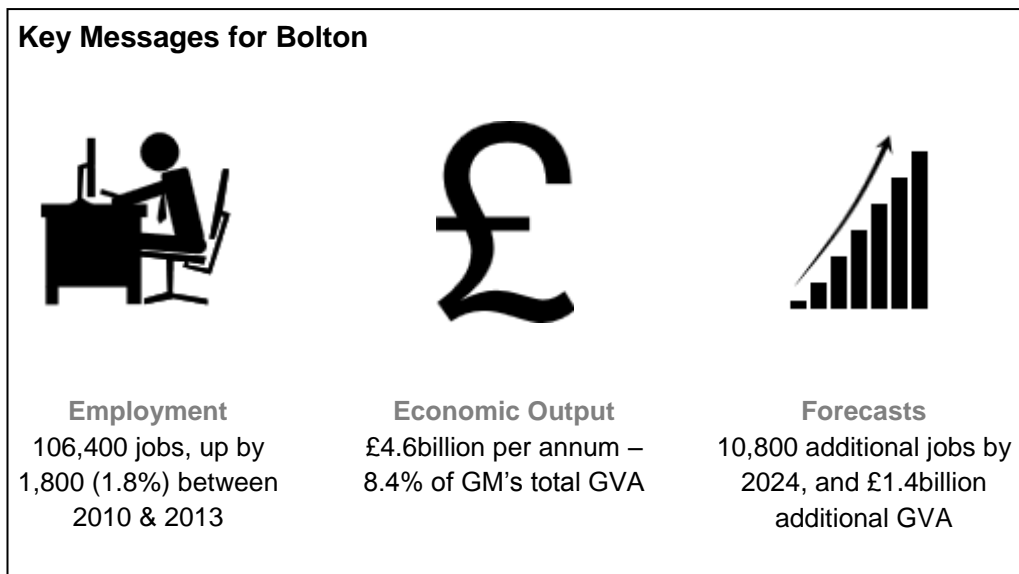 Key Messages for Bolton
Employment
106,400 jobs, up by
1,800 (1.8%) between
2010 & 2013
Economic Output
£4.6billion per annum –
8.4% of GM's total GVA
Forecasts
10,800 additional jobs by
2024, and £1.4billion
additional GVA